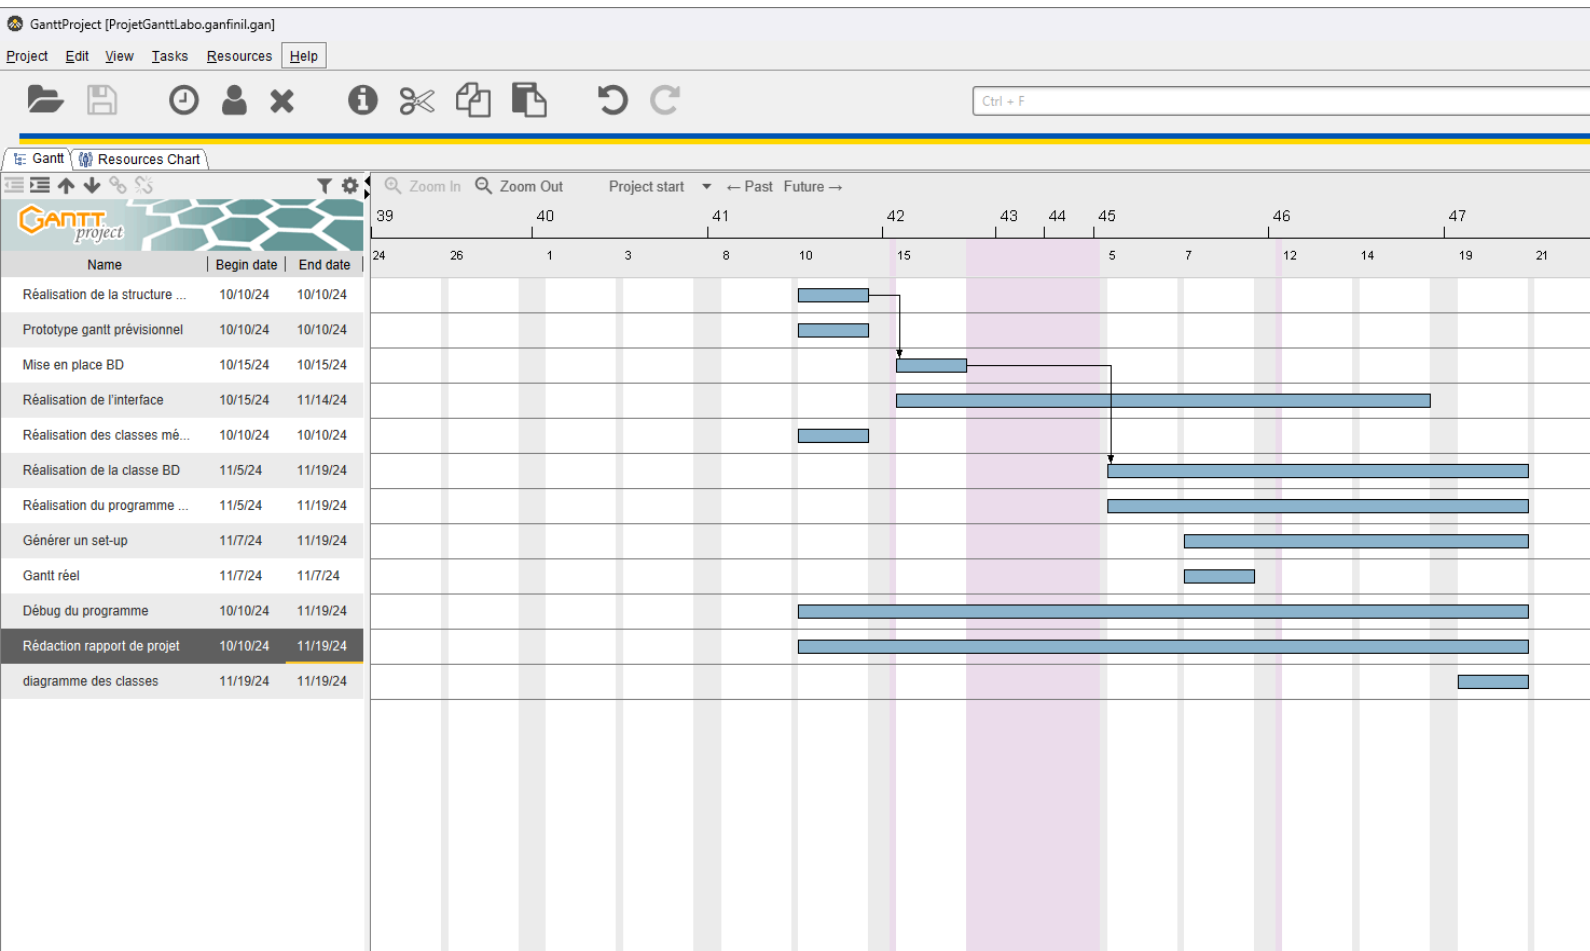 GanttProject [ProjetGanttLabo.ganfinil.gan]
Project Edit View Tasks Resources Help
Ctrl + F
Gantt Resources Chart
Zoom In Zoom Out Project start ← Past Future →
GANTT project
39 40 41 42 43 44 45 46 47
Name Begin date End date
24 26 1 3 8 10 15 5 7 12 14 19 21
Réalisation de la structure ... 10/10/24 10/10/24
Prototype gantt prévisionnel 10/10/24 10/10/24
Mise en place BD 10/15/24 10/15/24
Réalisation de l'interface 10/15/24 11/14/24
Réalisation des classes mé... 10/10/24 10/10/24
Réalisation de la classe BD 11/5/24 11/19/24
Réalisation du programme ... 11/5/24 11/19/24
Générer un set-up 11/7/24 11/19/24
Gantt réel 11/7/24 11/7/24
Débug du programme 10/10/24 11/19/24
Rédaction rapport de projet 10/10/24 11/19/24
diagramme des classes 11/19/24 11/19/24